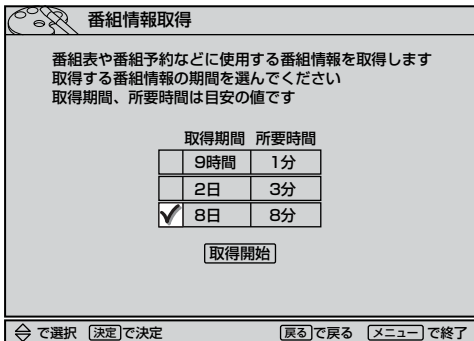 番組情報取得
番組表や番組予約などに使用する番組情報を取得します
取得する番組情報の期間を選んでください
取得期間、所要時間は目安の値です
取得期間 所要時間
9時間 1分
2日 3分
8日 8分
取得開始
で選択 決定で決定 戻るで戻る メニューで終了